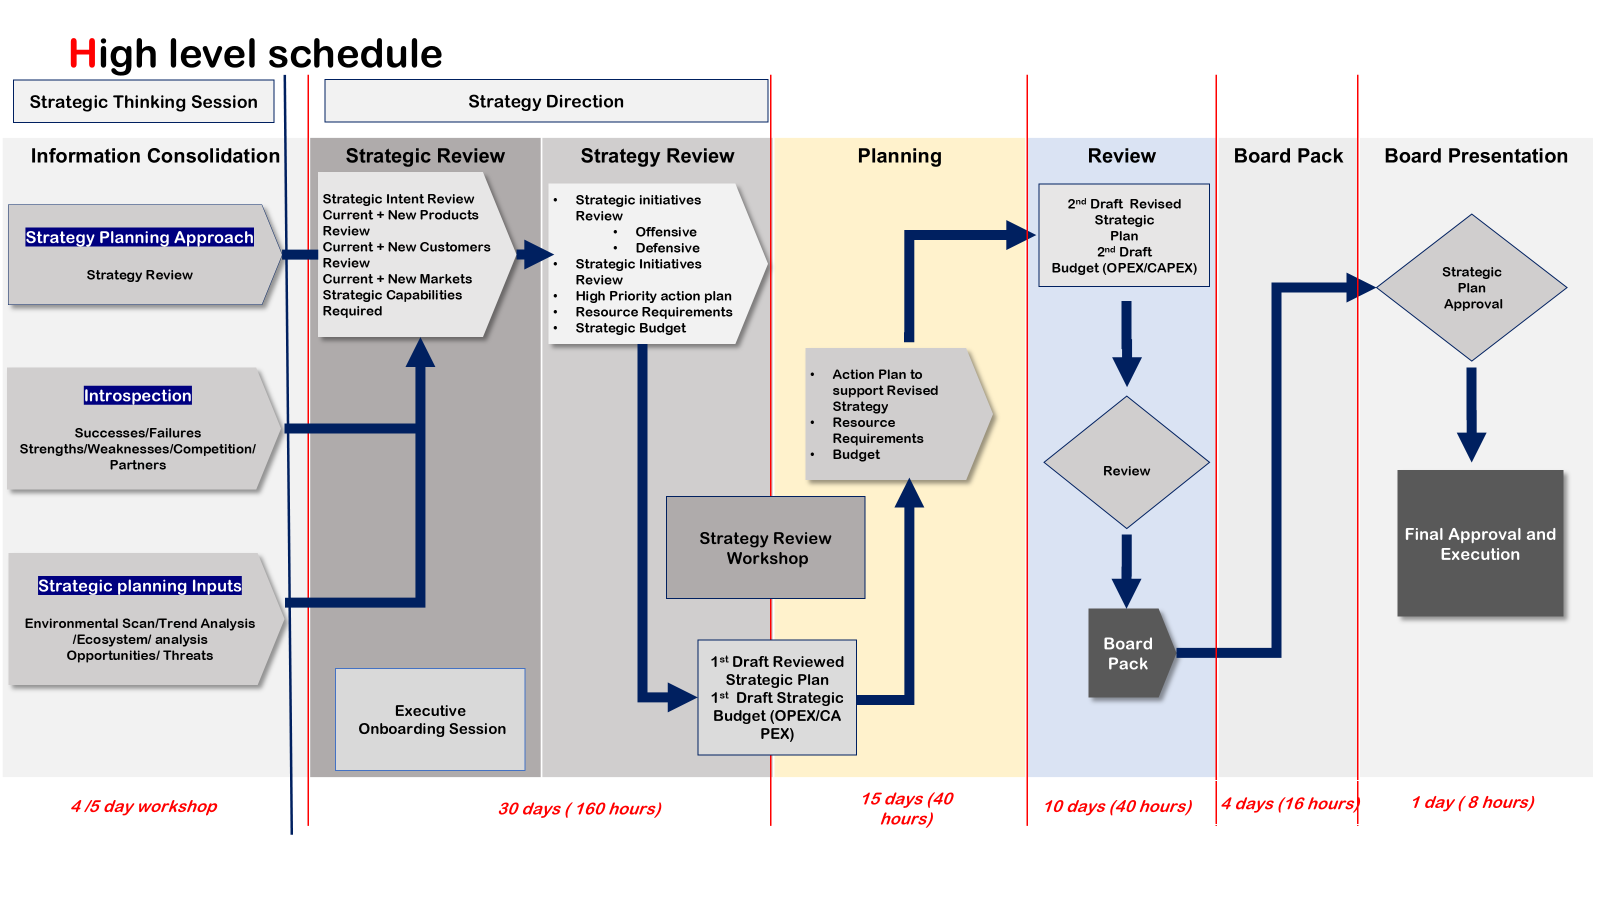 High level schedule
Strategic Thinking Session
Strategy Direction
Information Consolidation
Strategic Review
Strategy Review
Planning
Review
Board Pack
Board Presentation
Strategy Planning Approach
Strategy Review
Introspection
Successes/Failures
Strengths/Weaknesses/Competition/
Partners
Strategic planning Inputs
Environmental Scan/Trend Analysis
/Ecosystem/ analysis
Opportunities/ Threats
Strategic Intent Review
Current + New Products
Review
Current + New Customers
Review
Current + New Markets
Strategic Capabilities
Required
Executive
Onboarding Session
• Strategic initiatives
Review
• Offensive
• Defensive
• Strategic Initiatives
Review
• High Priority action plan
• Resource Requirements
• Strategic Budget
Strategy Review
Workshop
1st Draft Reviewed
Strategic Plan
1st Draft Strategic
Budget (OPEX/CA
PEX)
• Action Plan to
support Revised
Strategy
• Resource
Requirements
• Budget
2nd Draft Revised
Strategic
Plan
2nd Draft
Budget (OPEX/CAPEX)
Review
Board
Pack
Strategic
Plan
Approval
Final Approval and
Execution
4 /5 day workshop
30 days ( 160 hours)
15 days (40
hours)
10 days (40 hours)
4 days (16 hours)
1 day ( 8 hours)